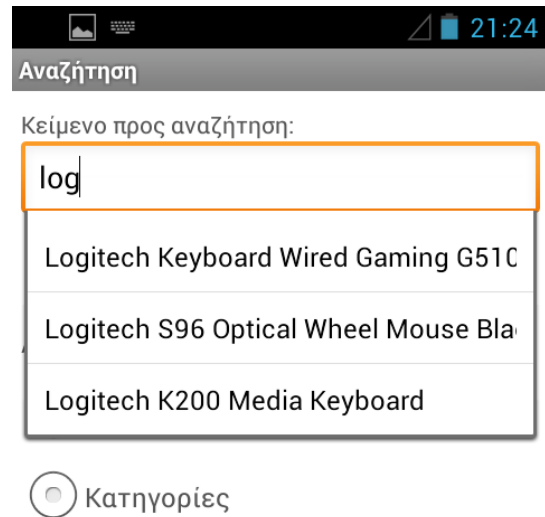 21:24
Αναζήτηση
Κείμενο προς αναζήτηση:
log
Logitech Keyboard Wired Gaming G510
Logitech S96 Optical Wheel Mouse Bla
Logitech K200 Media Keyboard
Κατηγορίες